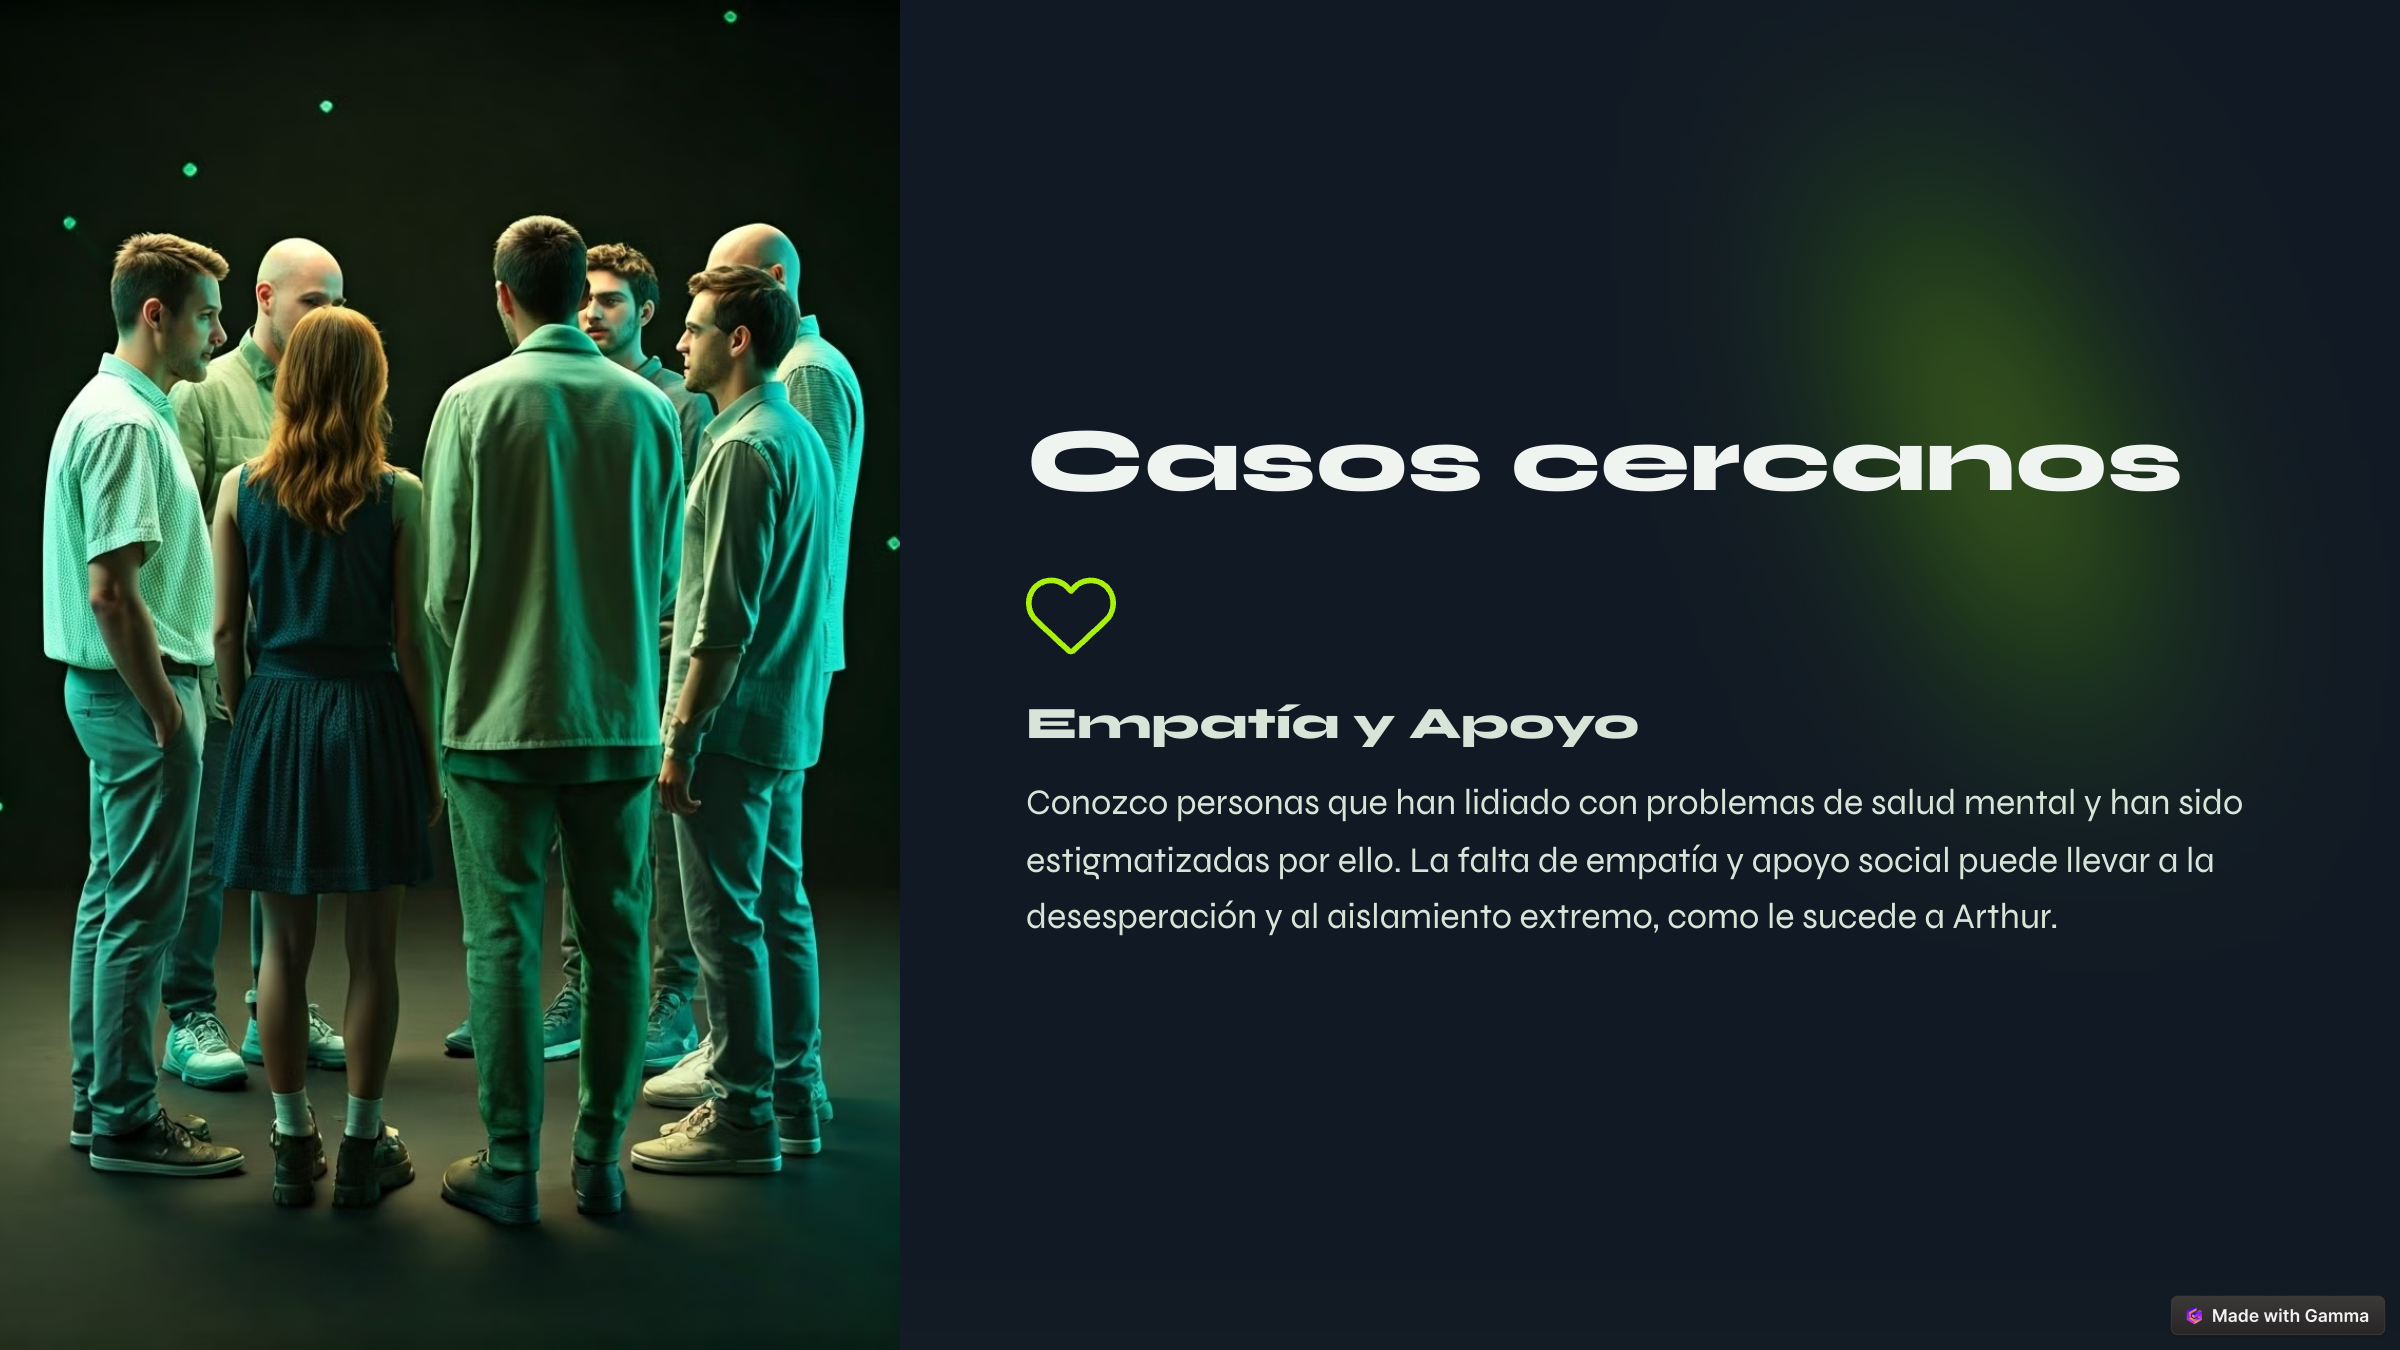 Casos cercanos
Empatía y Apoyo
Conozco personas que han lidiado con problemas de salud mental y han sido
estigmatizadas por ello. La falta de empatía y apoyo social puede llevar a la
desesperación y al aislamiento extremo, como le sucede a Arthur.
Made with Gamma